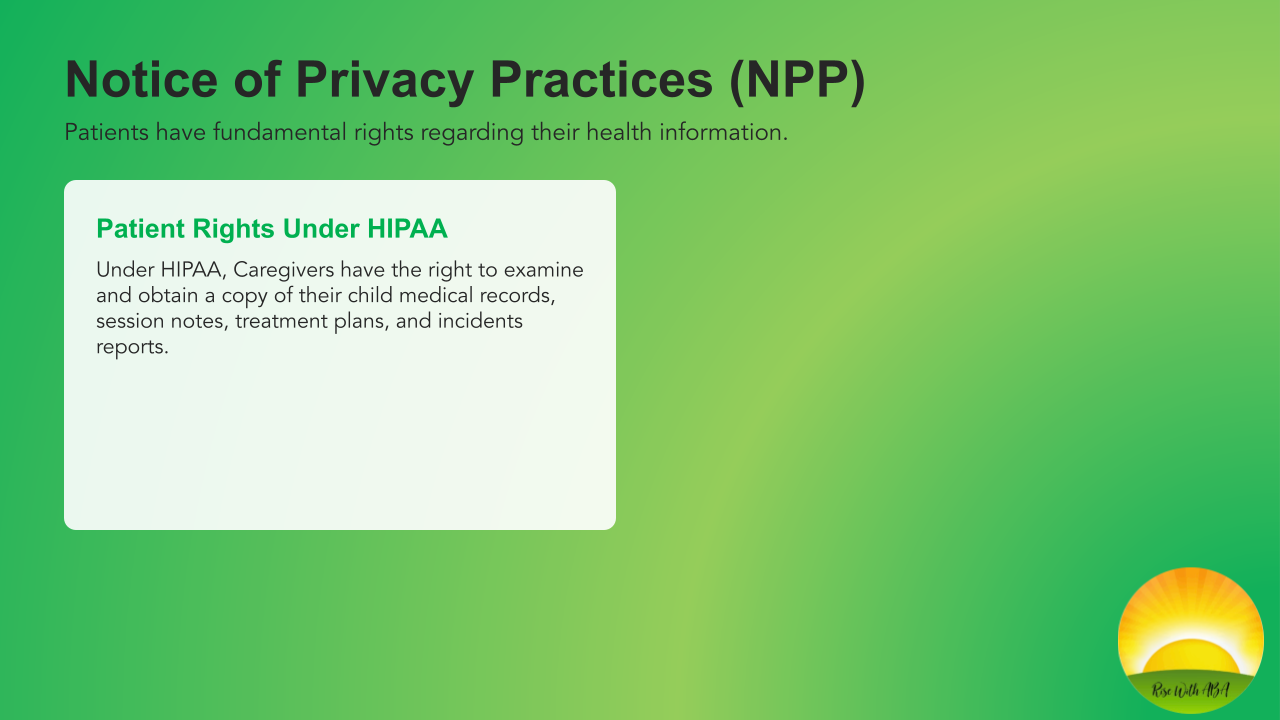 Notice of Privacy Practices (NPP)
Patients have fundamental rights regarding their health information.
Patient Rights Under HIPAA
Under HIPAA, Caregivers have the right to examine
and obtain a copy of their child medical records,
session notes, treatment plans, and incidents
reports.
Rise With ABA